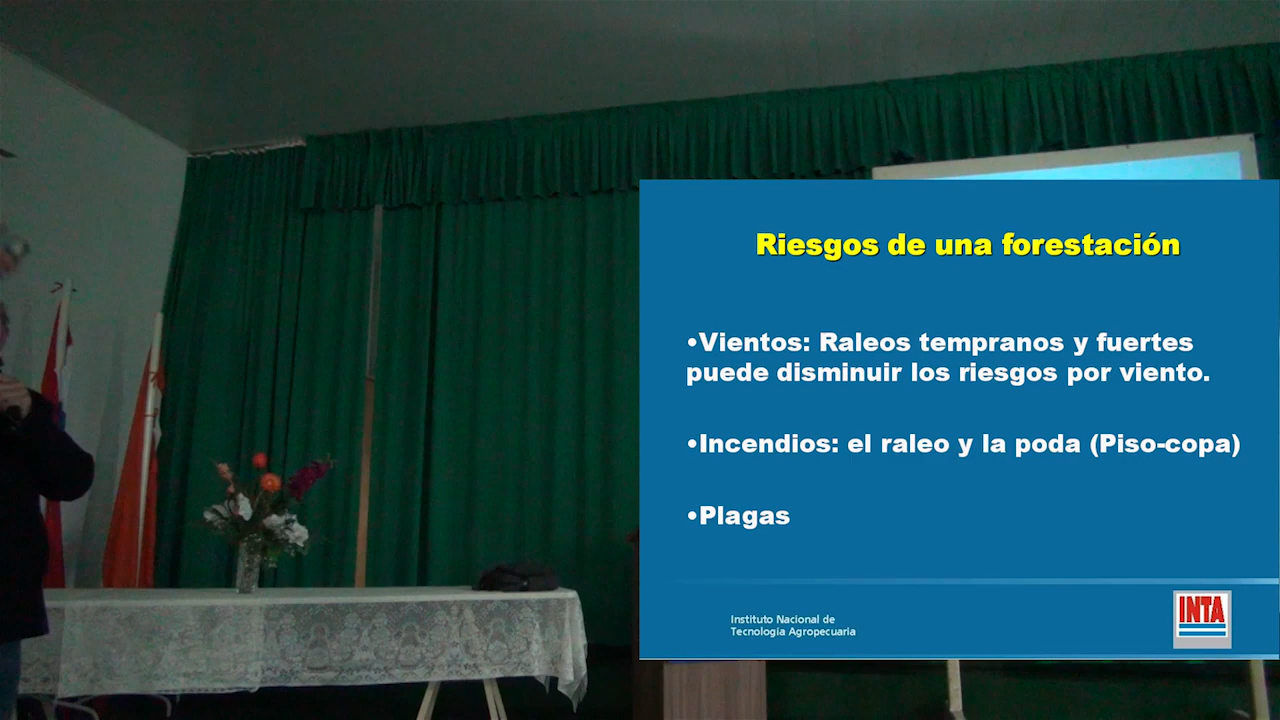 Riesgos de una forestación
•Vientos: Raleos tempranos y fuertes
puede disminuir los riesgos por viento.
•Incendios: el raleo y la poda (Piso-copa)
•Plagas
Instituto Nacional de
Tecnología Agropecuaria
INTA